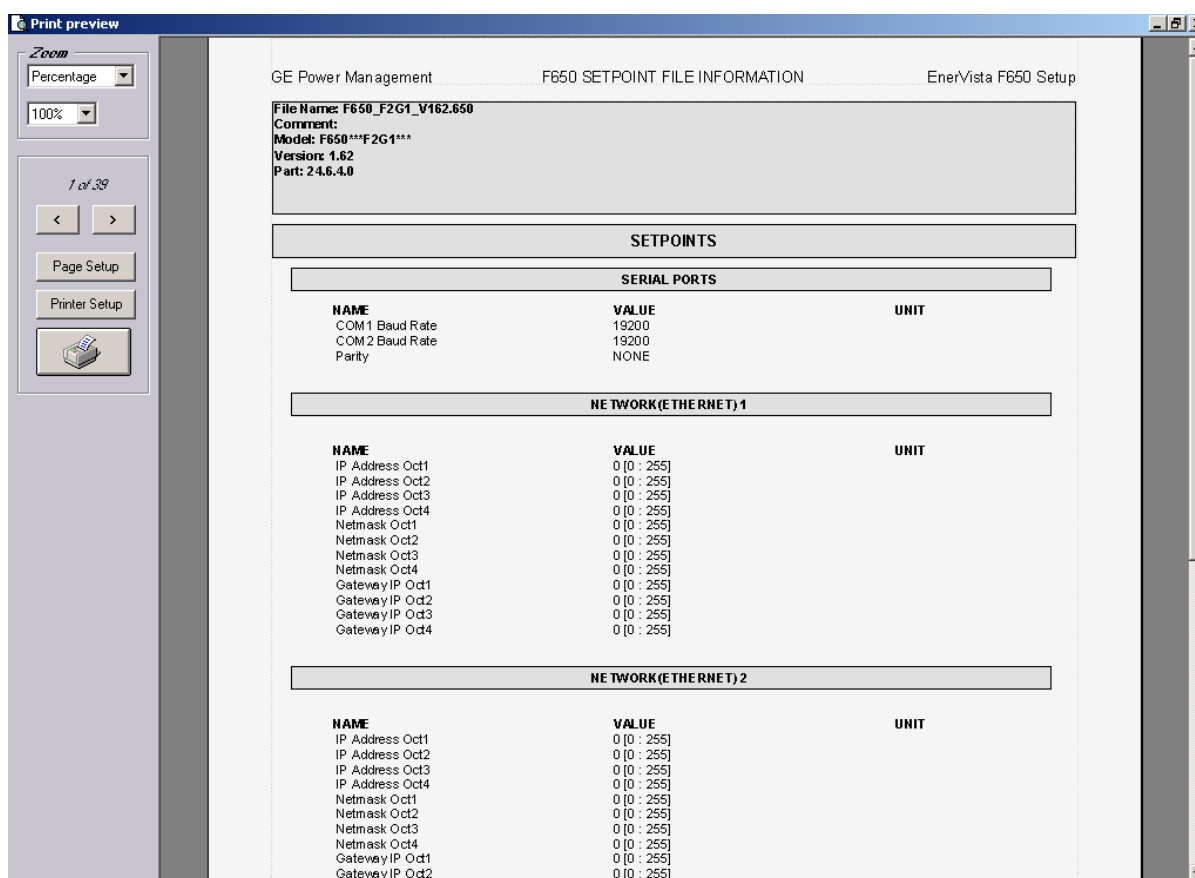 Print preview
Zoom
Percentage
100%
1 of 39
<
>
Page Setup
Printer Setup
GE Power Management F650 SETPOINT FILE INFORMATION EnerVista F650 Setup
File Name: F650_F2G1_V162.650
Comment:
Model: F650***F2G1***
Version: 1.62
Part: 24.6.4.0
SETPOINTS
SERIAL PORTS
NAME VALUE UNIT
COM1 Baud Rate 19200
COM2 Baud Rate 19200
Parity NONE
NETWORK(ETHERNET) 1
NAME VALUE UNIT
IP Address Oct1 0 [0 : 255]
IP Address Oct2 0 [0 : 255]
IP Address Oct3 0 [0 : 255]
IP Address Oct4 0 [0 : 255]
Netmask Oct1 0 [0 : 255]
Netmask Oct2 0 [0 : 255]
Netmask Oct3 0 [0 : 255]
Netmask Oct4 0 [0 : 255]
Gateway IP Oct1 0 [0 : 255]
Gateway IP Oct2 0 [0 : 255]
Gateway IP Oct3 0 [0 : 255]
Gateway IP Oct4 0 [0 : 255]
NETWORK(ETHERNET) 2
NAME VALUE UNIT
IP Address Oct1 0 [0 : 255]
IP Address Oct2 0 [0 : 255]
IP Address Oct3 0 [0 : 255]
IP Address Oct4 0 [0 : 255]
Netmask Oct1 0 [0 : 255]
Netmask Oct2 0 [0 : 255]
Netmask Oct3 0 [0 : 255]
Netmask Oct4 0 [0 : 255]
Gateway IP Oct1 0 [0 : 255]
Gateway IP Oct2 0 [0 : 255]